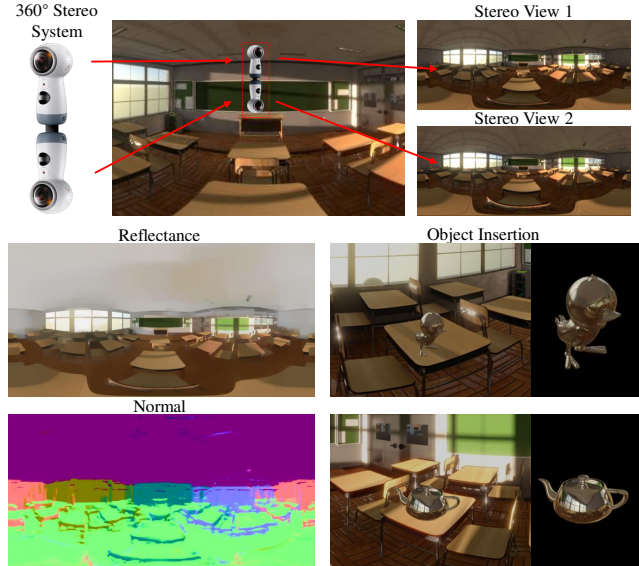 360° Stereo
System
Stereo View 1
Stereo View 2
Reflectance
Object Insertion
Normal